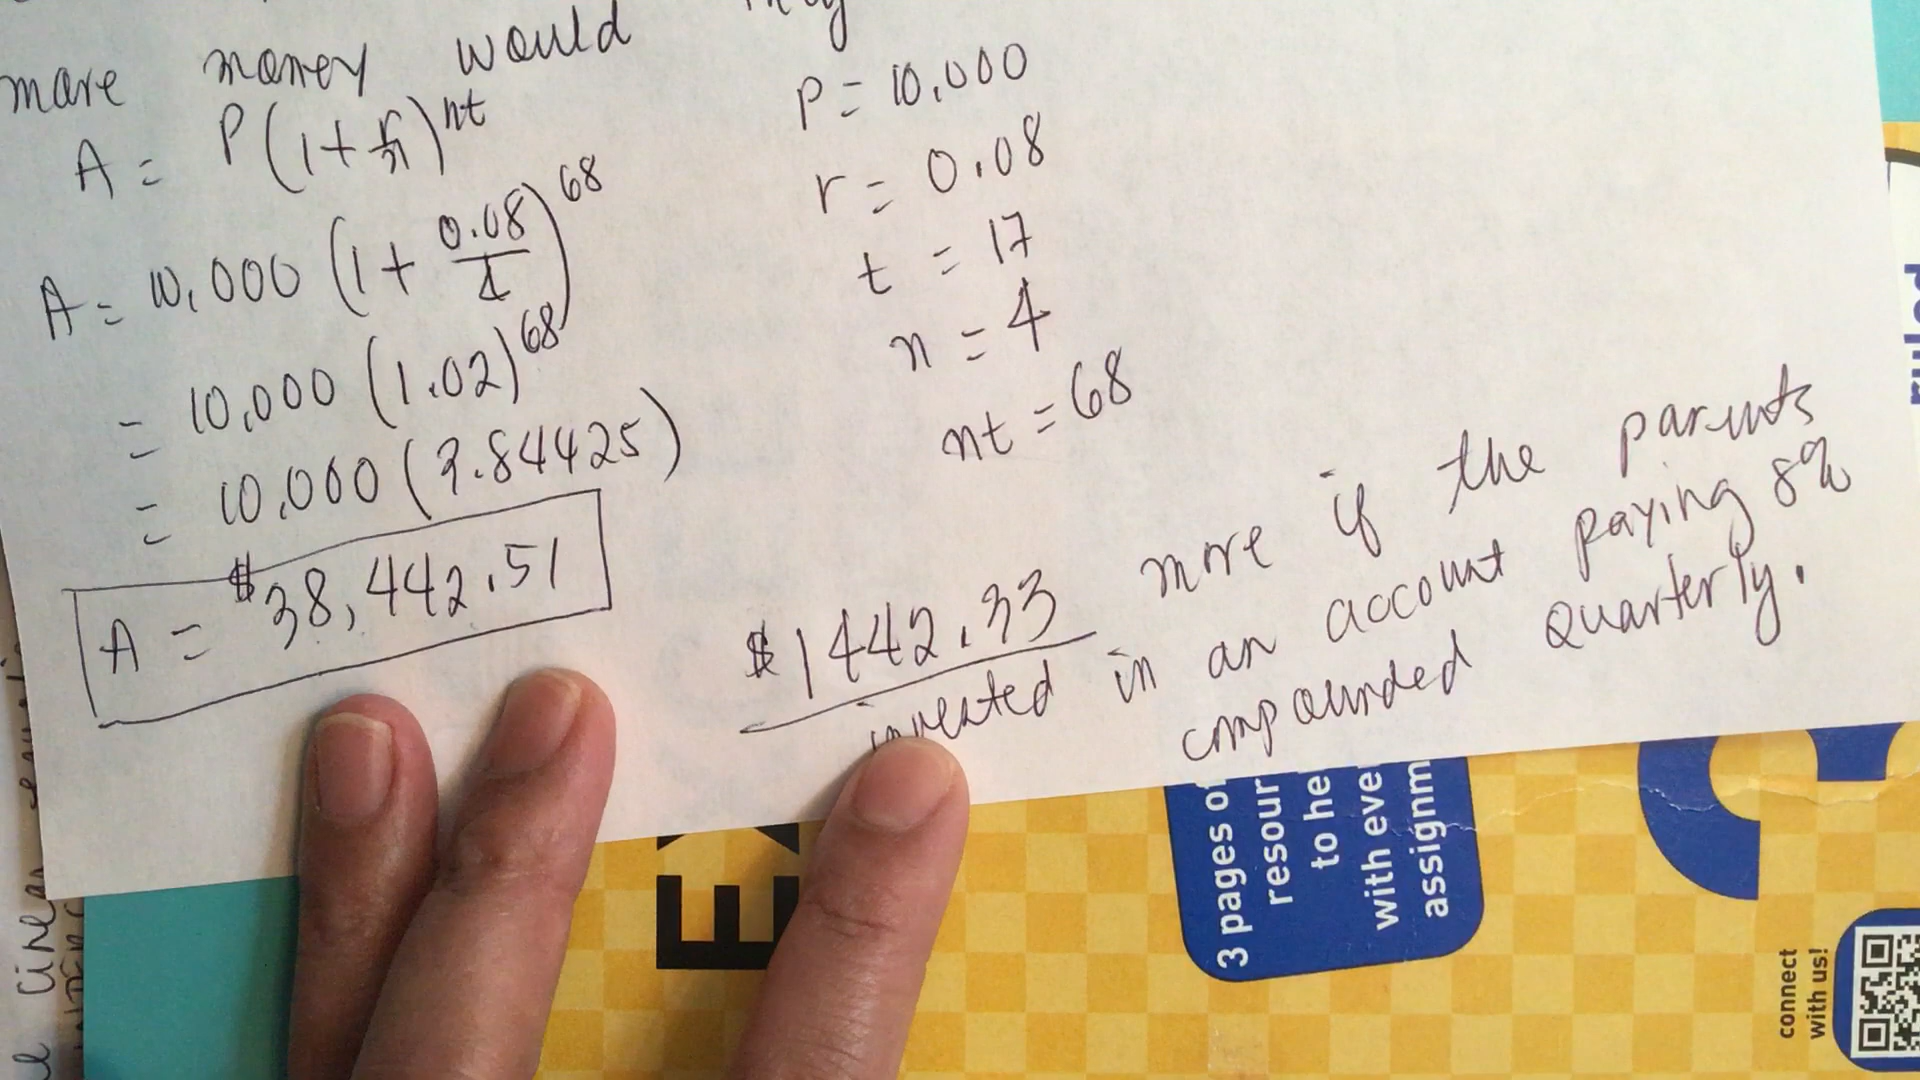 more money would they
A = P(1+r/n)^nt
A = 10,000 (1 + 0.08/4)^68
= 10,000 (1.02)^68
= 10,000 (3.84425)
A = $38,442.51
P = 10,000
r = 0.08
t = 17
n = 4
nt = 68
$1442.33 more if the parents
invested in an account paying 8%
compounded quarterly.
ruled
EX
3 pages of
resour
to he
with eve
assignm
connect
with us!